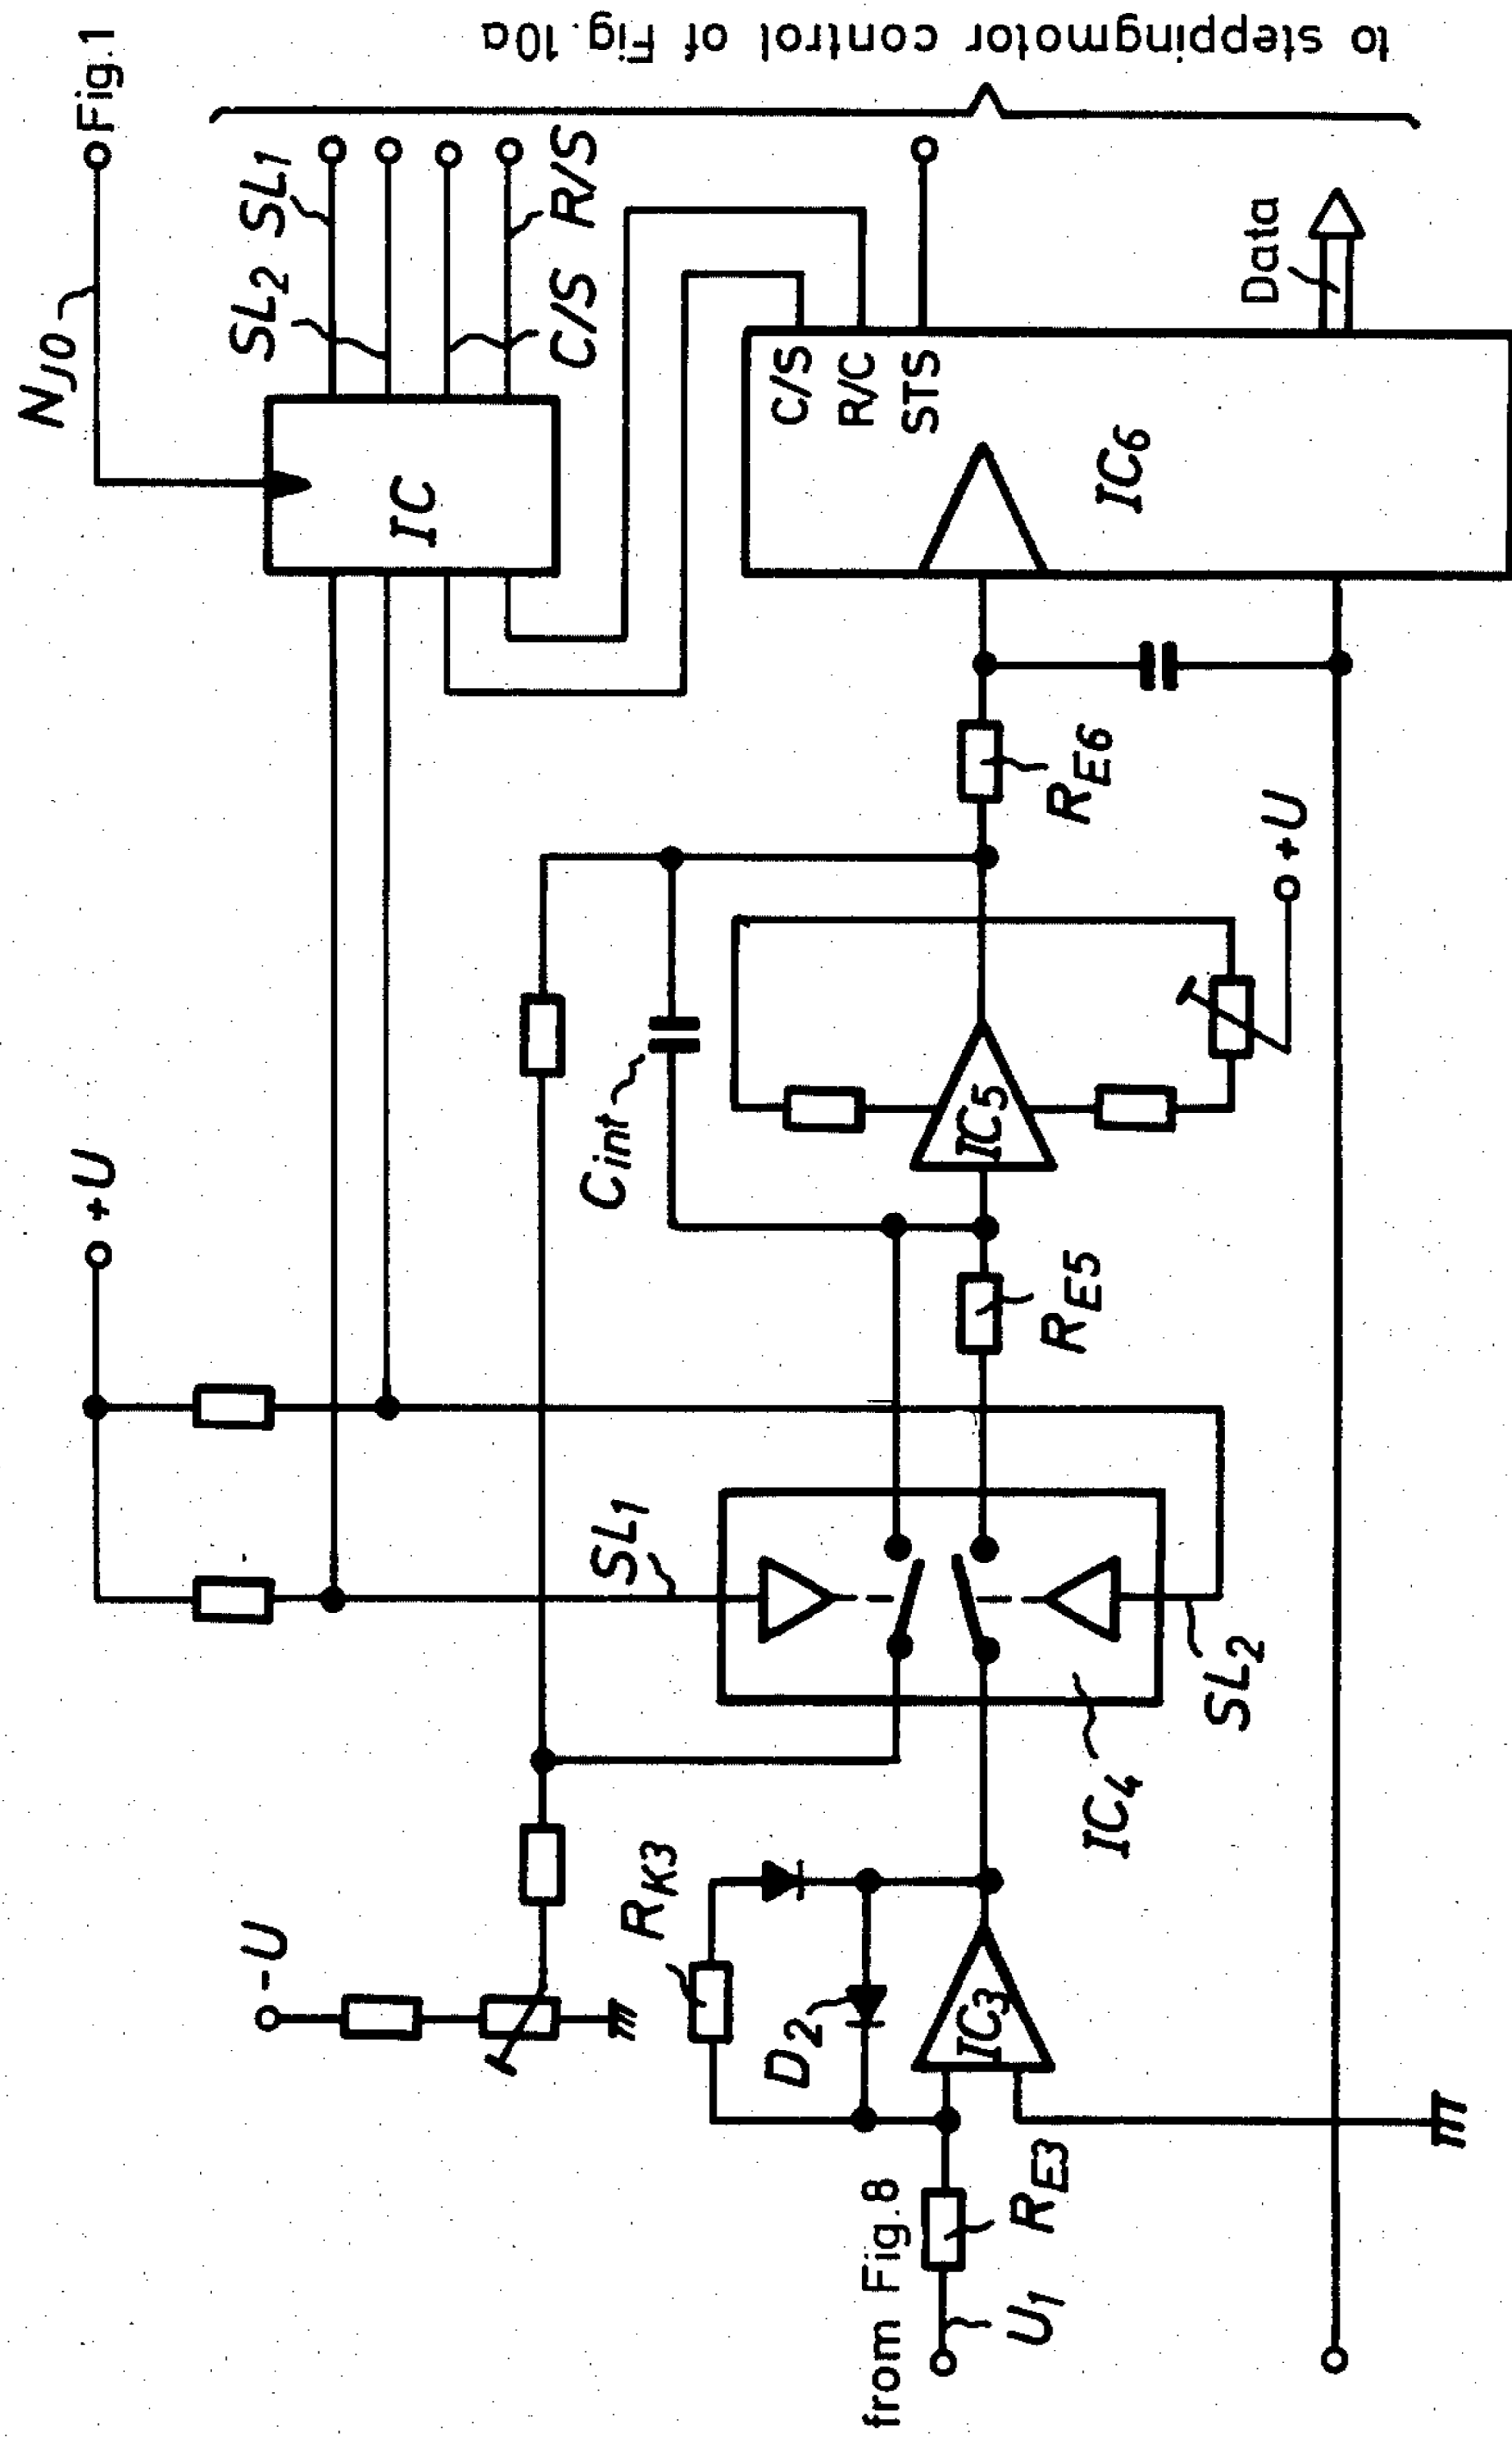 N_J0
Fig.1
SL_2 SL_1
C/S R/S
IC
to steppingmotor control of Fig.10a
+U
-U
SL_1
C_int
C/S
R/C
STS
Data
IC_6
R_K3
D_2
from Fig.8
U_1
R_E3
IC_3
IC_4
SL_2
R_E5
IC_5
R_E6
+U